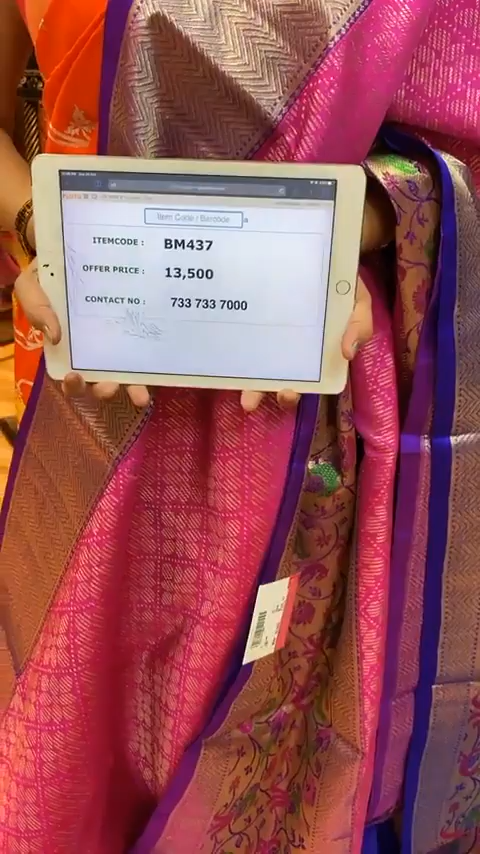 Item Code / Barcode
ITEMCODE : BM437
OFFER PRICE : 13,500
CONTACT NO : 733 733 7000